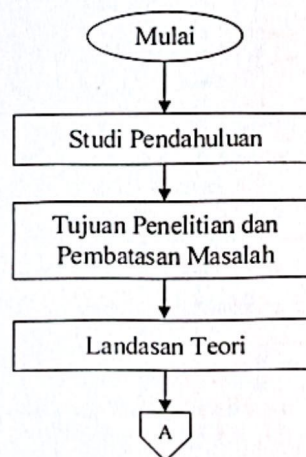 Mulai
Studi Pendahuluan
Tujuan Penelitian dan
Pembatasan Masalah
Landasan Teori
A